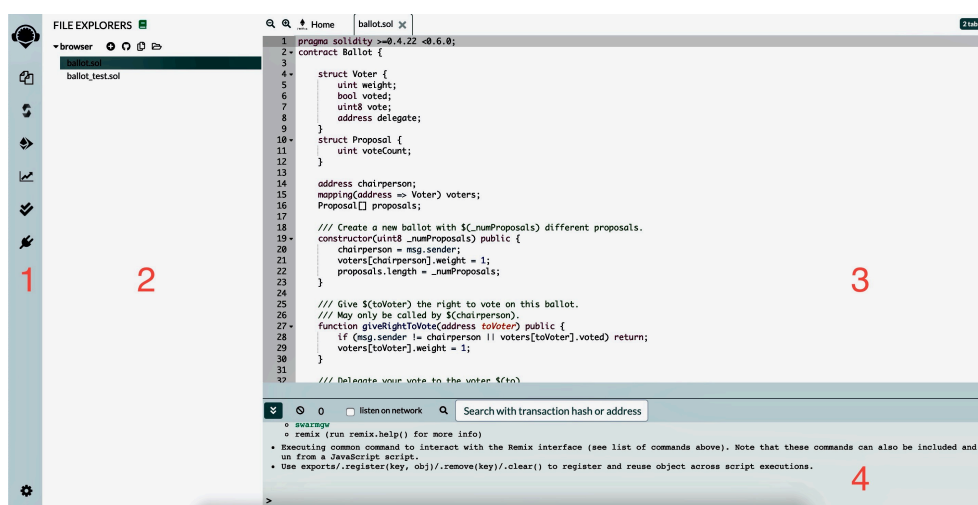 FILE EXPLORERS
browser
ballot.sol
ballot_test.sol
1
2
Home
ballot.sol
2 tab
1 pragma solidity >=0.4.22 <0.6.0;
2 contract Ballot {
3
4 struct Voter {
5 uint weight;
6 bool voted;
7 uint8 vote;
8 address delegate;
9 }
10 struct Proposal {
11 uint voteCount;
12 }
13
14 address chairperson;
15 mapping(address => Voter) voters;
16 Proposal[] proposals;
17
18 /// Create a new ballot with $(_numProposals) different proposals.
19 constructor(uint8 _numProposals) public {
20 chairperson = msg.sender;
21 voters[chairperson].weight = 1;
22 proposals.length = _numProposals;
23 }
24
25 /// Give $(toVoter) the right to vote on this ballot.
26 /// May only be called by $(chairperson).
27 function giveRightToVote(address toVoter) public {
28 if (msg.sender != chairperson || voters[toVoter].voted) return;
29 voters[toVoter].weight = 1;
30 }
31
32 /// Delegate your vote to the voter $(to)
3
0 listen on network Search with transaction hash or address
swarmgw
remix (run remix.help() for more info)
Executing common command to interact with the Remix interface (see list of commands above). Note that these commands can also be included and
un from a JavaScript script.
Use exports/.register(key, obj)/.remove(key)/.clear() to register and reuse object across script executions.
4
>